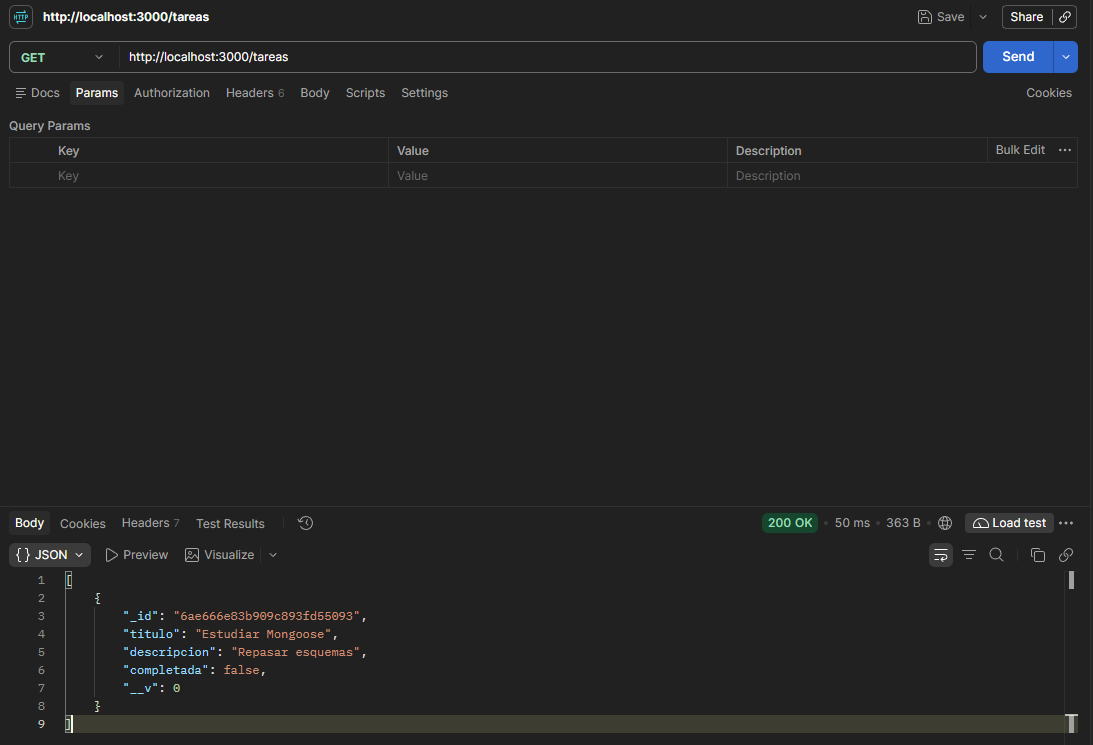 HTTP http://localhost:3000/tareas Save Share
GET http://localhost:3000/tareas Send
Docs Params Authorization Headers 6 Body Scripts Settings Cookies
Query Params
Key Value Description Bulk Edit ...
Key Value Description
Body Cookies Headers 7 Test Results 200 OK • 50 ms • 363 B • Load test ...
{} JSON Preview Visualize
1 [
2 {
3 "_id": "6ae666e83b909c893fd55093",
4 "titulo": "Estudiar Mongoose",
5 "descripcion": "Repasar esquemas",
6 "completada": false,
7 "__v": 0
8 }
9 ]